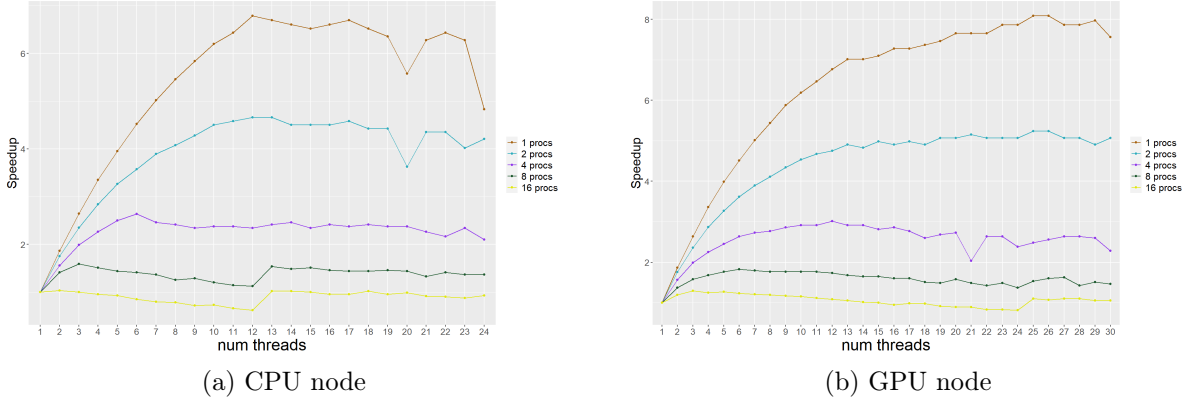 Speedup
6
4
2
1 2 3 4 5 6 7 8 9 10 11 12 13 14 15 16 17 18 19 20 21 22 23 24
num threads
1 procs
2 procs
4 procs
8 procs
16 procs
(a) CPU node
Speedup
8
6
4
2
1 2 3 4 5 6 7 8 9 10 11 12 13 14 15 16 17 18 19 20 21 22 23 24 25 26 27 28 29 30
num threads
1 procs
2 procs
4 procs
8 procs
16 procs
(b) GPU node